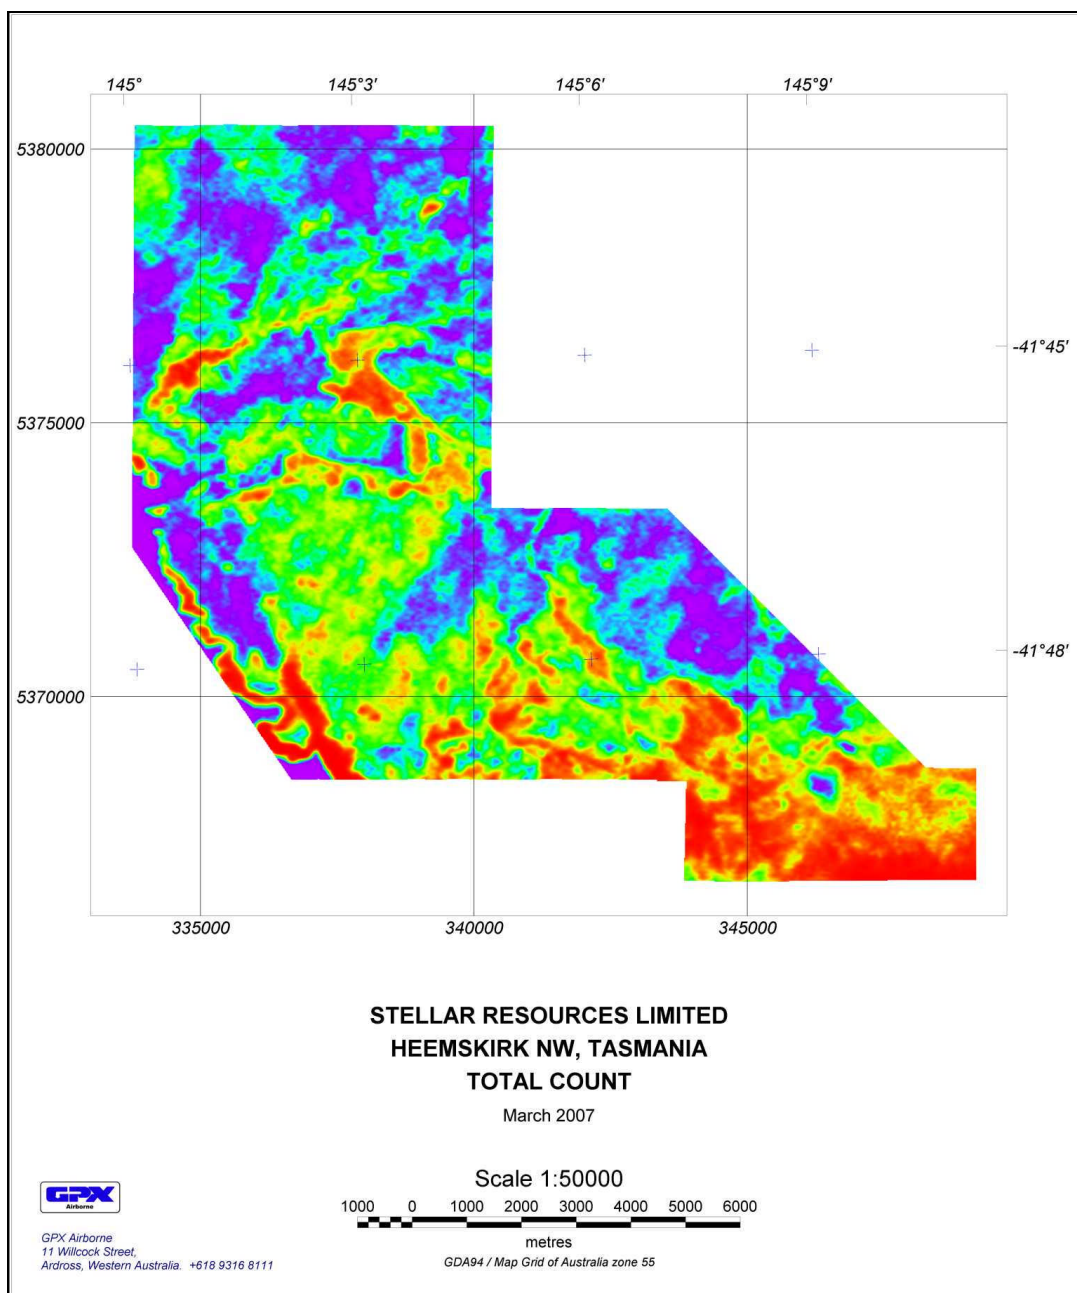 145° 145°3' 145°6' 145°9'
5380000
-41°45'
5375000
-41°48'
5370000
335000 340000 345000
STELLAR RESOURCES LIMITED
HEEMSKIRK NW, TASMANIA
TOTAL COUNT
March 2007
Scale 1:50000
1000 0 1000 2000 3000 4000 5000 6000
metres
GDA94 / Map Grid of Australia zone 55
GPX
Airborne
GPX Airborne
11 Willcock Street,
Ardross, Western Australia. +618 9316 8111